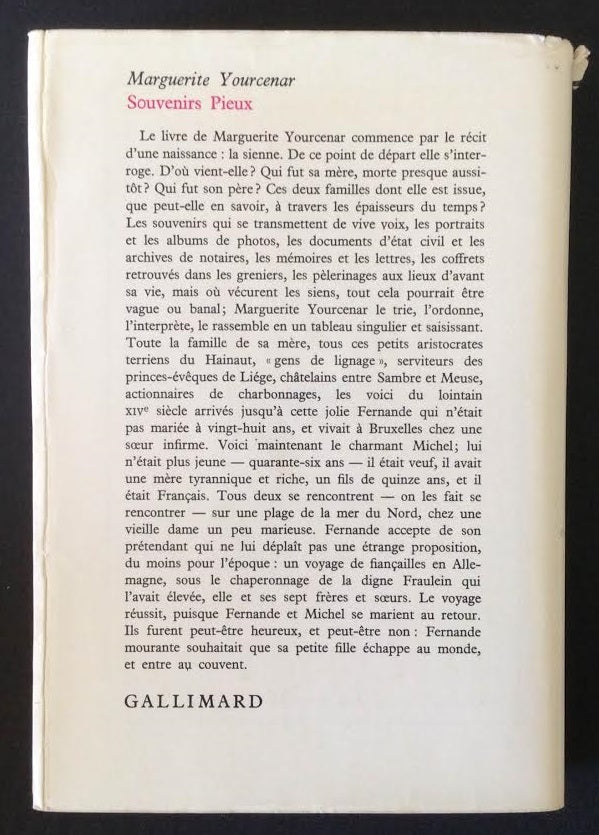 Marguerite Yourcenar
Souvenirs Pieux
Le livre de Marguerite Yourcenar commence par le récit
d'une naissance : la sienne. De ce point de départ elle s'inter-
roge. D'où vient-elle ? Qui fut sa mère, morte presque aussi-
tôt ? Qui fut son père ? Ces deux familles dont elle est issue,
que peut-elle en savoir, à travers les épaisseurs du temps ?
Les souvenirs qui se transmettent de vive voix, les portraits
et les albums de photos, les documents d'état civil et les
archives de notaires, les mémoires et les lettres, les coffrets
retrouvés dans les greniers, les pèlerinages aux lieux d'avant
sa vie, mais où vécurent les siens, tout cela pourrait être
vague ou banal ; Marguerite Yourcenar le trie, l'ordonne,
l'interprète, le rassemble en un tableau singulier et saisissant.
Toute la famille de sa mère, tous ces petits aristocrates
terriens du Hainaut, « gens de lignage », serviteurs des
princes-évêques de Liége, châtelains entre Sambre et Meuse,
actionnaires de charbonnages, les voici du lointain
XIVe siècle arrivés jusqu'à cette jolie Fernande qui n'était
pas mariée à vingt-huit ans, et vivait à Bruxelles chez une
sœur infirme. Voici maintenant le charmant Michel ; lui
n'était plus jeune — quarante-six ans — il était veuf, il avait
une mère tyrannique et riche, un fils de quinze ans, et il
était Français. Tous deux se rencontrent — on les fait se
rencontrer — sur une plage de la mer du Nord, chez une
vieille dame un peu marieuse. Fernande accepte de son
prétendant qui ne lui déplaît pas une étrange proposition,
du moins pour l'époque : un voyage de fiançailles en Alle-
magne, sous le chaperonnage de la digne Fraulein qui
l'avait élevée, elle et ses sept frères et sœurs. Le voyage
réussit, puisque Fernande et Michel se marient au retour.
Ils furent peut-être heureux, et peut-être non : Fernande
mourante souhaitait que sa petite fille échappe au monde,
et entre au couvent.
GALLIMARD